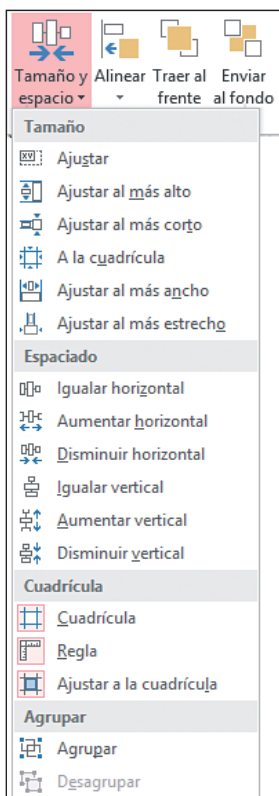 Tamaño y espacio
Alinear
Traer al frente
Enviar al fondo
Tamaño
Ajustar
Ajustar al más alto
Ajustar al más corto
A la cuadrícula
Ajustar al más ancho
Ajustar al más estrecho
Espaciado
Igualar horizontal
Aumentar horizontal
Disminuir horizontal
Igualar vertical
Aumentar vertical
Disminuir vertical
Cuadrícula
Cuadrícula
Regla
Ajustar a la cuadrícula
Agrupar
Agrupar
Desagrupar